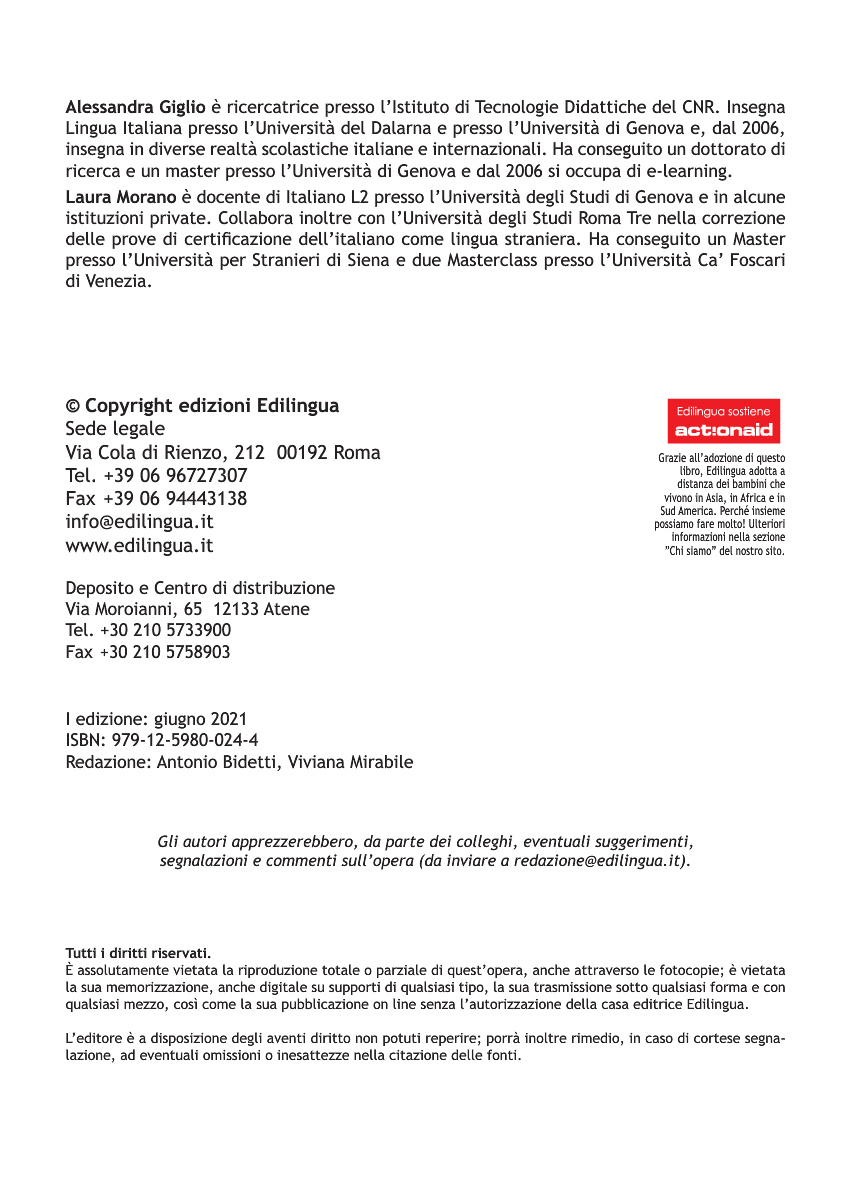 Alessandra Giglio è ricercatrice presso l'Istituto di Tecnologie Didattiche del CNR. Insegna
Lingua Italiana presso l'Università del Dalarna e presso l'Università di Genova e, dal 2006,
insegna in diverse realtà scolastiche italiane e internazionali. Ha conseguito un dottorato di
ricerca e un master presso l'Università di Genova e dal 2006 si occupa di e-learning.
Laura Morano è docente di Italiano L2 presso l'Università degli Studi di Genova e in alcune
istituzioni private. Collabora inoltre con l'Università degli Studi Roma Tre nella correzione
delle prove di certificazione dell'italiano come lingua straniera. Ha conseguito un Master
presso l'Università per Stranieri di Siena e due Masterclass presso l'Università Ca' Foscari
di Venezia.
© Copyright edizioni Edilingua
Sede legale
Via Cola di Rienzo, 212 00192 Roma
Tel. +39 06 96727307
Fax +39 06 94443138
info@edilingua.it
www.edilingua.it
Edilingua sostiene
act!onaid
Grazie all'adozione di questo
libro, Edilingua adotta a
distanza dei bambini che
vivono in Asia, in Africa e in
Sud America. Perché insieme
possiamo fare molto! Ulteriori
informazioni nella sezione
"Chi siamo" del nostro sito.
Deposito e Centro di distribuzione
Via Moroianni, 65 12133 Atene
Tel. +30 210 5733900
Fax +30 210 5758903
I edizione: giugno 2021
ISBN: 979-12-5980-024-4
Redazione: Antonio Bidetti, Viviana Mirabile
Gli autori apprezzerebbero, da parte dei colleghi, eventuali suggerimenti,
segnalazioni e commenti sull'opera (da inviare a redazione@edilingua.it).
Tutti i diritti riservati.
È assolutamente vietata la riproduzione totale o parziale di quest'opera, anche attraverso le fotocopie; è vietata
la sua memorizzazione, anche digitale su supporti di qualsiasi tipo, la sua trasmissione sotto qualsiasi forma e con
qualsiasi mezzo, così come la sua pubblicazione on line senza l'autorizzazione della casa editrice Edilingua.
L'editore è a disposizione degli aventi diritto non potuti reperire; porrà inoltre rimedio, in caso di cortese segna-
lazione, ad eventuali omissioni o inesattezze nella citazione delle fonti.